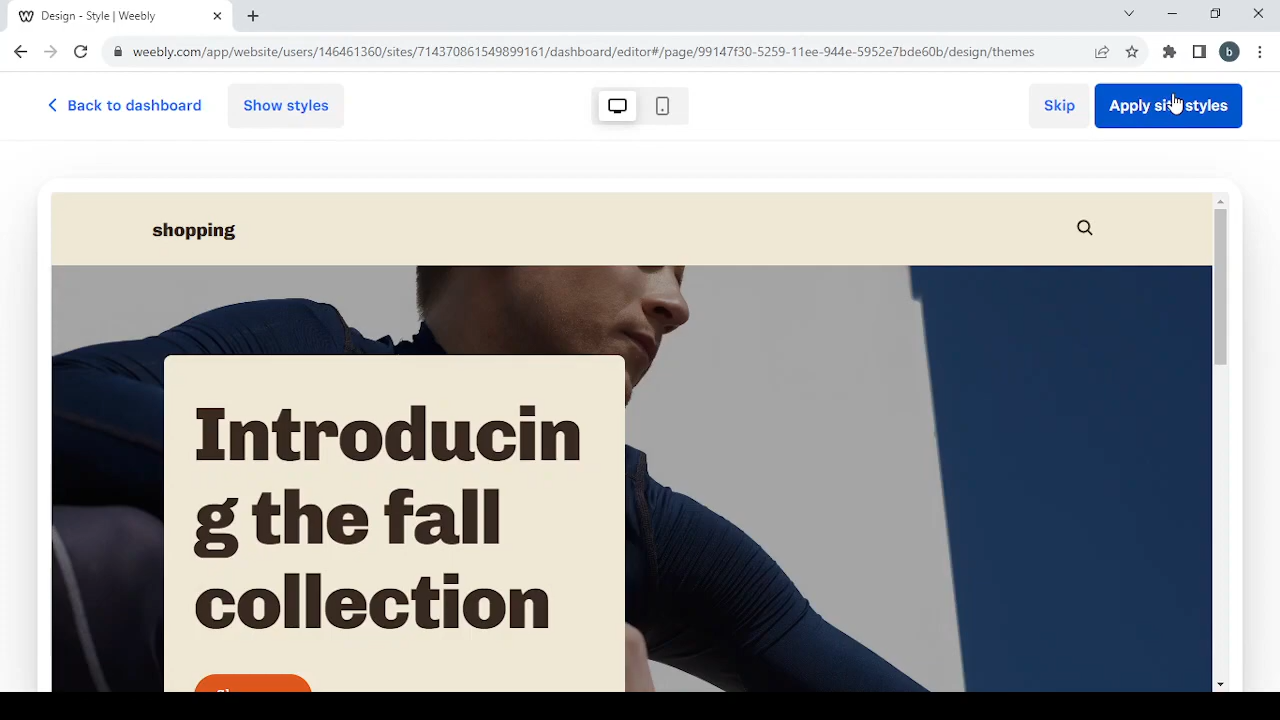 Design - Style | Weebly
weebly.com/app/website/users/146461360/sites/714370861549899161/dashboard/editor#/page/99147f30-5259-11ee-944e-5952e7bde60b/design/themes
b
Back to dashboard
Show styles
Skip
Apply site styles
shopping
Introducin
g the fall
collection